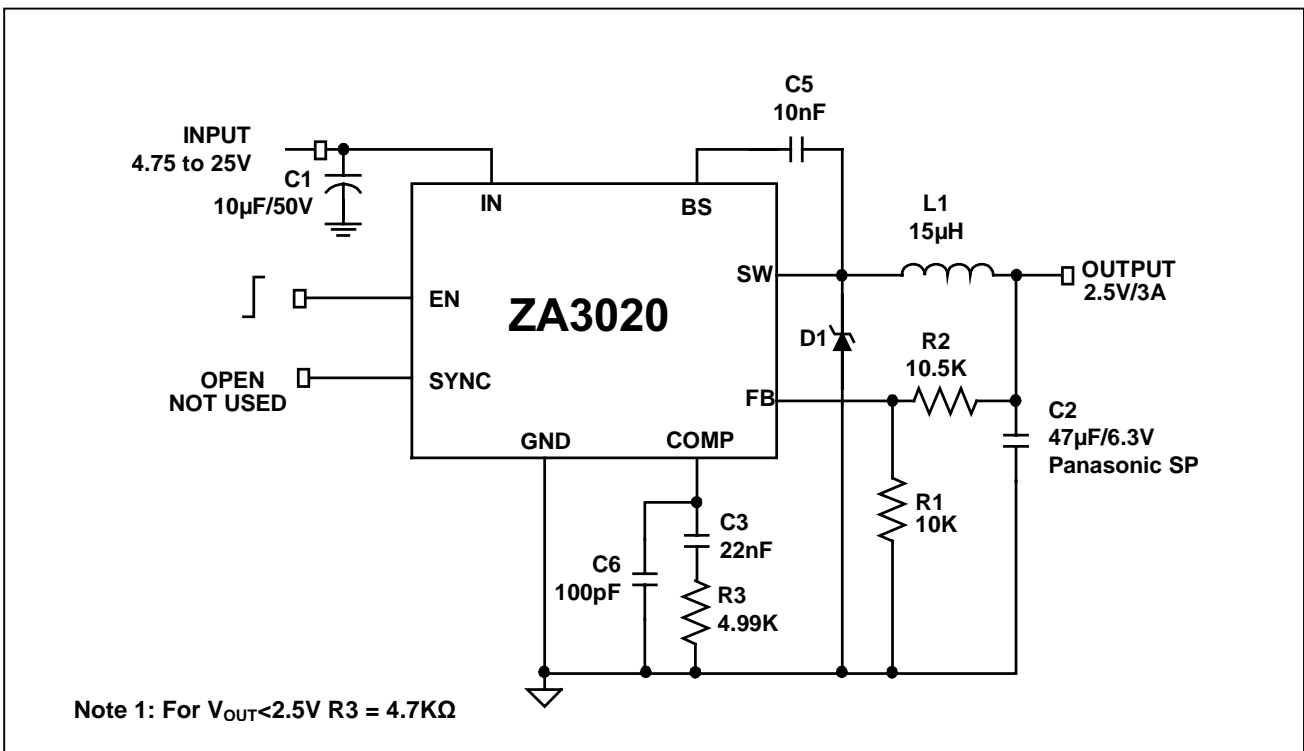 C5
10nF
INPUT
4.75 to 25V
C1
10µF/50V
IN
BS
L1
15µH
SW
OUTPUT
2.5V/3A
EN
ZA3020
D1
R2
10.5K
OPEN
NOT USED
SYNC
FB
C2
47µF/6.3V
Panasonic SP
GND
COMP
R1
10K
C3
22nF
C6
100pF
R3
4.99K
Note 1: For VOUT<2.5V R3 = 4.7KΩ